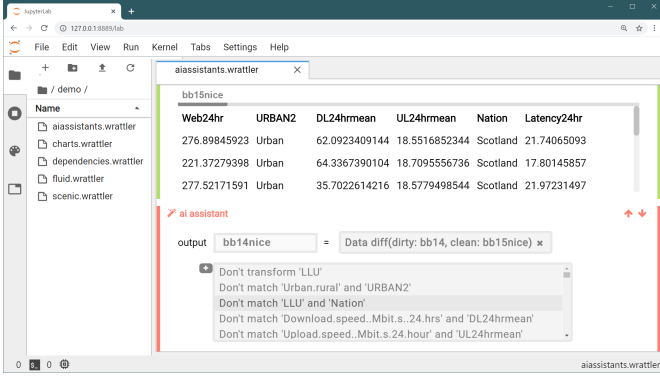 JupyterLab
127.0.0.1:8889/lab
File Edit View Run Kernel Tabs Settings Help
/ demo /
Name
aiassistants.wrattler
charts.wrattler
dependencies.wrattler
fluid.wrattler
scenic.wrattler
aiassistants.wrattler
bb15nice
Web24hr URBAN2 DL24hrmean UL24hrmean Nation Latency24hr
276.89845923 Urban 62.0923409144 18.5516852344 Scotland 21.74065093
221.37279398 Urban 64.3367390104 18.7095556736 Scotland 17.80145857
277.52171591 Urban 35.7022614216 18.5779498544 Scotland 21.97231497
ai assistant
output bb14nice = Data diff(dirty: bb14, clean: bb15nice) ×
Don't transform 'LLU'
Don't match 'Urban.rural' and 'URBAN2'
Don't match 'LLU' and 'Nation'
Don't match 'Download.speed..Mbit.s..24.hrs' and 'DL24hrmean'
Don't match 'Upload.speed..Mbit.s.24.hour' and 'UL24hrmean'
0 $_ 0 aiassistants.wrattler